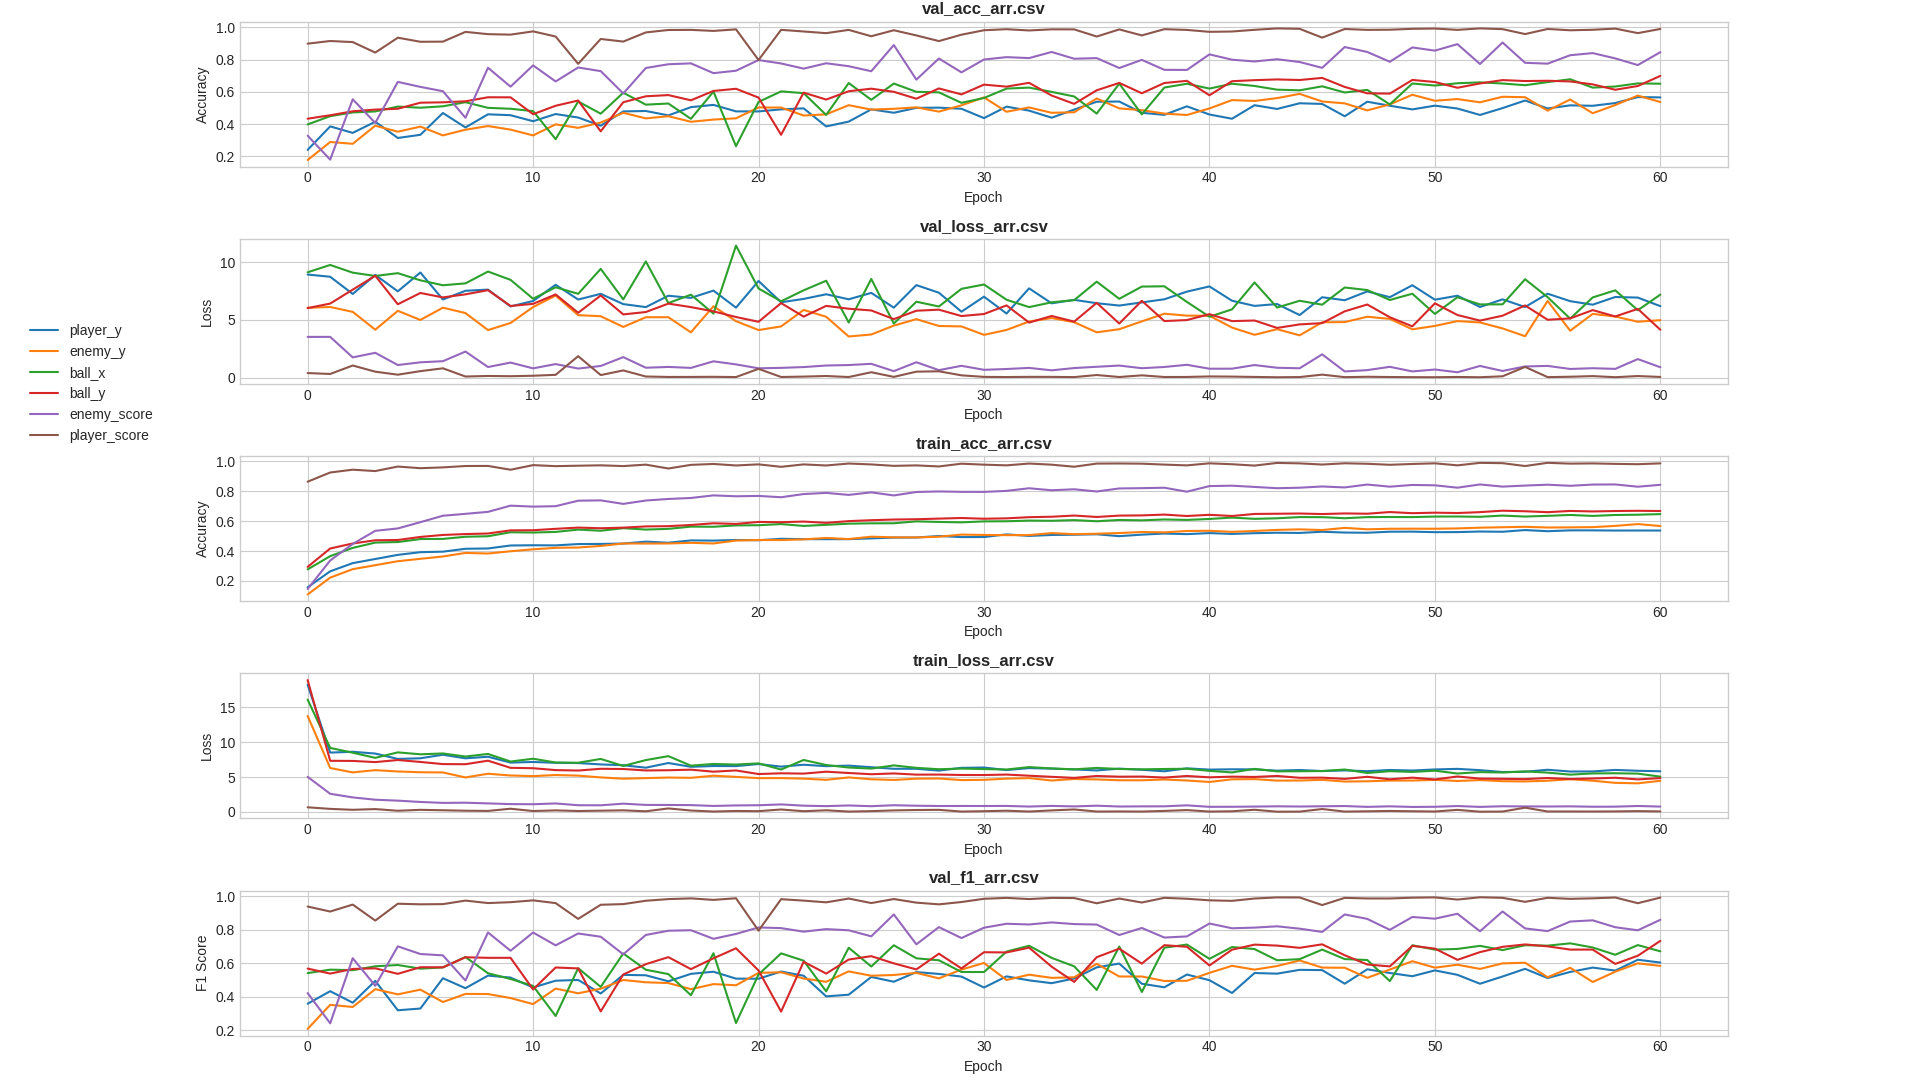 val_acc_arr.csv
1.0
0.8
0.6
0.4
0.2
Accuracy
0 10 20 30 40 50 60
Epoch
val_loss_arr.csv
10
5
0
Loss
0 10 20 30 40 50 60
Epoch
player_y
enemy_y
ball_x
ball_y
enemy_score
player_score
train_acc_arr.csv
1.0
0.8
0.6
0.4
0.2
Accuracy
0 10 20 30 40 50 60
Epoch
train_loss_arr.csv
15
10
5
0
Loss
0 10 20 30 40 50 60
Epoch
val_f1_arr.csv
1.0
0.8
0.6
0.4
0.2
F1 Score
0 10 20 30 40 50 60
Epoch